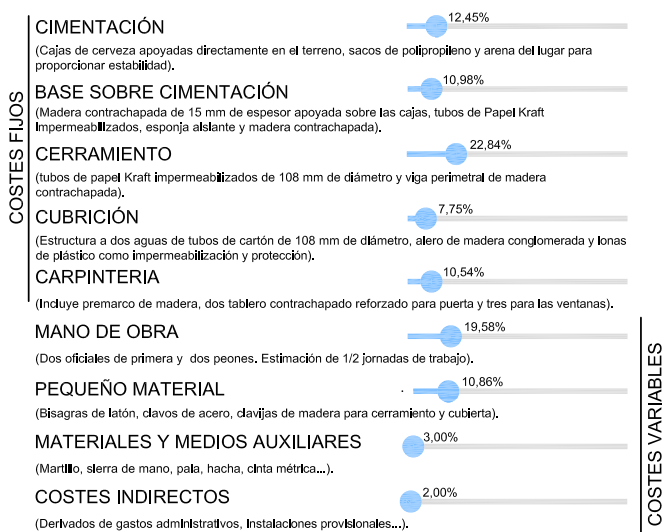 COSTES FIJOS
CIMENTACIÓN
12,45%
(Cajas de cerveza apoyadas directamente en el terreno, sacos de polipropileno y arena del lugar para
proporcionar estabilidad).
BASE SOBRE CIMENTACIÓN
10,98%
(Madera contrachapada de 15 mm de espesor apoyada sobre las cajas, tubos de Papel Kraft
Impermeabilizados, esponja aislante y madera contrachapada).
CERRAMIENTO
22,84%
(tubos de papel Kraft impermeabilizados de 108 mm de diámetro y viga perimetral de madera
contrachapada).
CUBRICIÓN
7,75%
(Estructura a dos aguas de tubos de cartón de 108 mm de diámetro, alero de madera conglomerada y lonas
de plástico como impermeabilización y protección).
CARPINTERIA
10,54%
(Incluye premarco de madera, dos tablero contrachapado reforzado para puerta y tres para las ventanas).
MANO DE OBRA
19,58%
(Dos oficiales de primera y dos peones. Estimación de 1/2 jornadas de trabajo).
PEQUEÑO MATERIAL
10,86%
(Bisagras de latón, clavos de acero, clavijas de madera para cerramiento y cubierta).
MATERIALES Y MEDIOS AUXILIARES
3,00%
(Martillo, sierra de mano, pala, hacha, cinta métrica...).
COSTES INDIRECTOS
2,00%
(Derivados de gastos administrativos, Instalaciones provisionales...).
COSTES VARIABLES